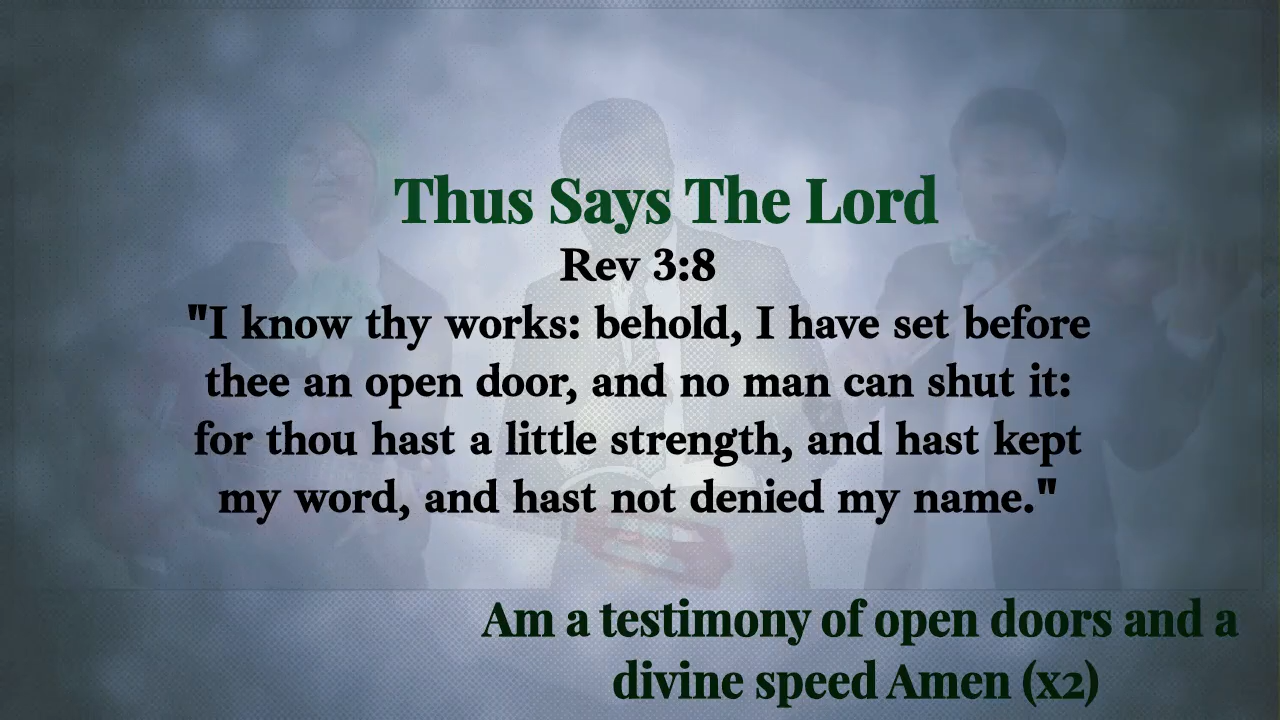 Thus Says The Lord
Rev 3:8
"I know thy works: behold, I have set before
thee an open door, and no man can shut it:
for thou hast a little strength, and hast kept
my word, and hast not denied my name."
Am a testimony of open doors and a
divine speed Amen (x2)